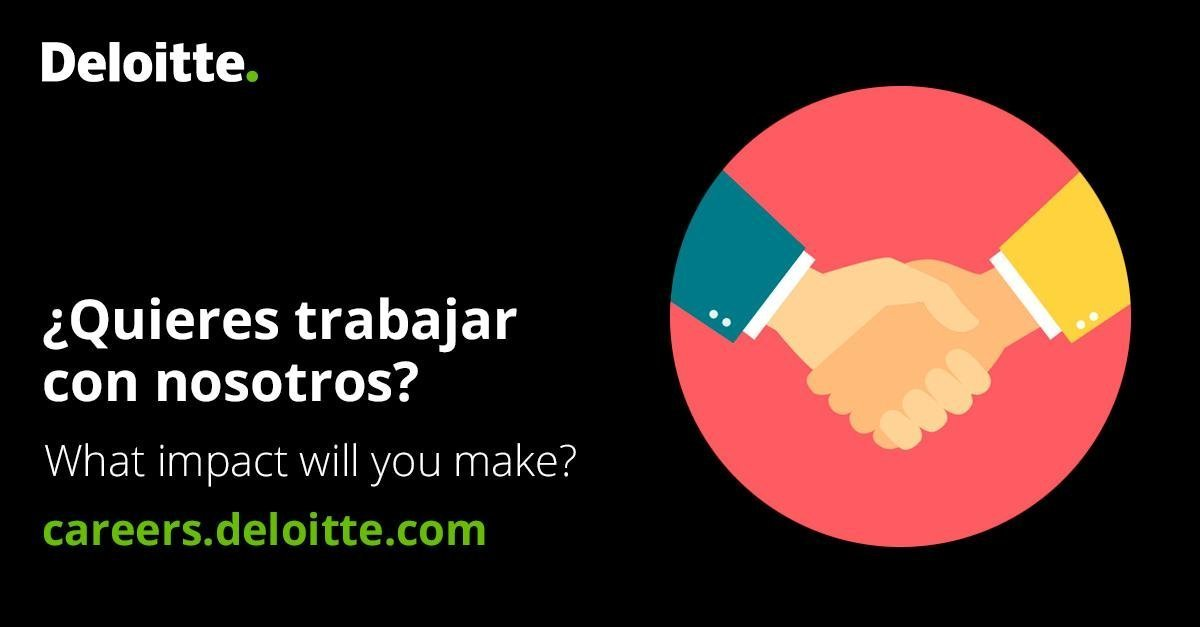 Deloitte.
¿Quieres trabajar
con nosotros?
What impact will you make?
careers.deloitte.com